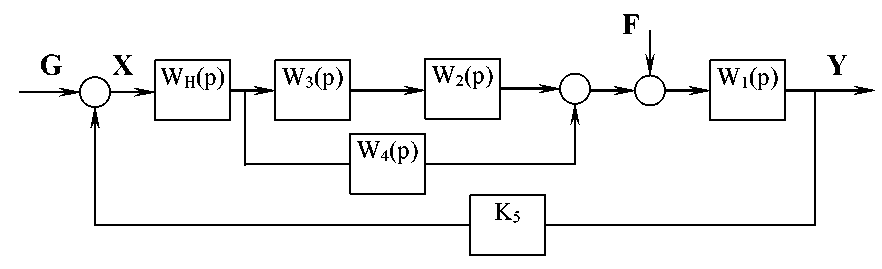 F
G
X
W_H(p)
W_3(p)
W_2(p)
W_1(p)
Y
W_4(p)
K_5